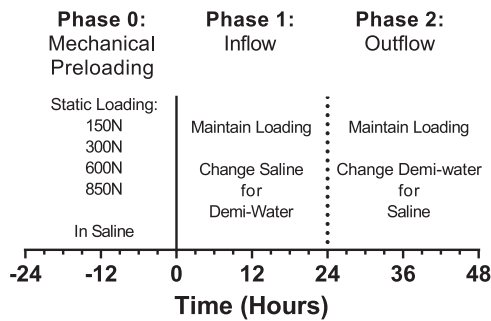 Phase 0:
Mechanical
Preloading
Phase 1:
Inflow
Phase 2:
Outflow
Static Loading:
150N
300N
600N
850N
In Saline
Maintain Loading
Change Saline
for
Demi-Water
Maintain Loading
Change Demi-water
for
Saline
-24 -12 0 12 24 36 48
Time (Hours)